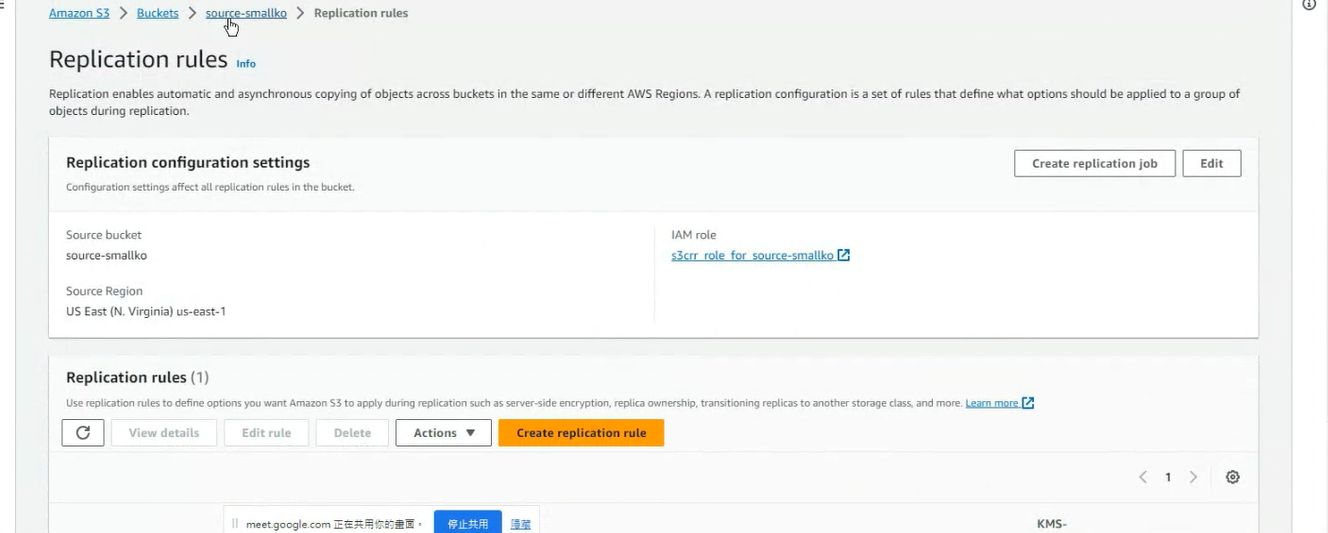 Amazon S3 > Buckets > source-smallko > Replication rules
Replication rules Info
Replication enables automatic and asynchronous copying of objects across buckets in the same or different AWS Regions. A replication configuration is a set of rules that define what options should be applied to a group of
objects during replication.
Replication configuration settings
Create replication job
Edit
Configuration settings affect all replication rules in the bucket.
Source bucket
source-smallko
IAM role
s3crr_role_for_source-smallko
Source Region
US East (N. Virginia) us-east-1
Replication rules (1)
Use replication rules to define options you want Amazon S3 to apply during replication such as server-side encryption, replica ownership, transitioning replicas to another storage class, and more. Learn more
View details
Edit rule
Delete
Actions
Create replication rule
1
meet.google.com 正在共用你的畫面。
停止共用
隱藏
KMS-